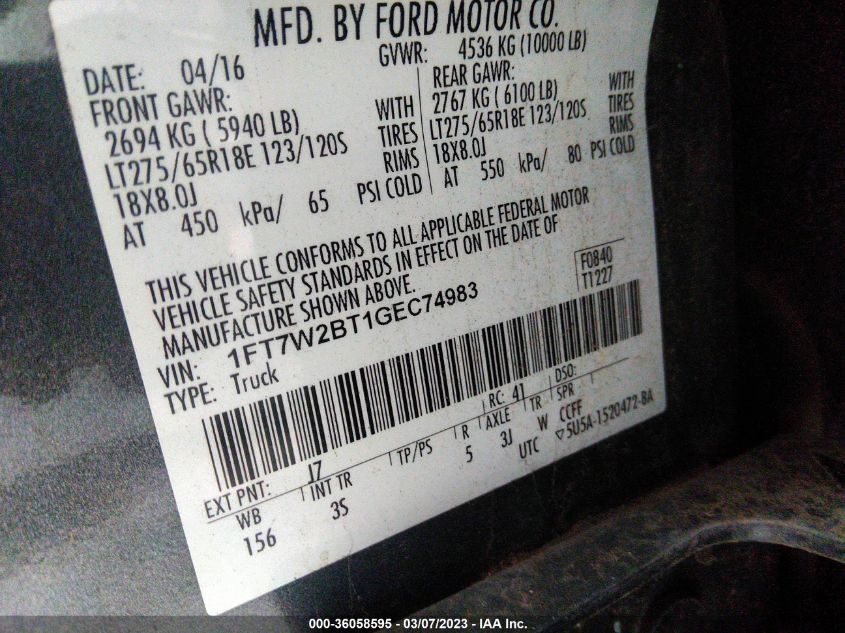 MFD. BY FORD MOTOR CO.
DATE: 04/16 GVWR: 4536 KG (10000 LB)
FRONT GAWR: REAR GAWR:
2694 KG ( 5940 LB) WITH 2767 KG ( 6100 LB) WITH
LT275/65R18E 123/120S TIRES LT275/65R18E 123/120S TIRES
18X8.0J RIMS 18X8.0J RIMS
AT 450 kPa/ 65 PSI COLD AT 550 kPa/ 80 PSI COLD
THIS VEHICLE CONFORMS TO ALL APPLICABLE FEDERAL MOTOR
VEHICLE SAFETY STANDARDS IN EFFECT ON THE DATE OF
MANUFACTURE SHOWN ABOVE.
F0840
T1227
VIN: 1FT7W2BT1GEC74983
TYPE: Truck
EXT PNT: J7 RC: 41 DSO:
WB INT TR TP/PS R AXLE TR SPR
156 3S 5 3J W CCFF
UTC ▽5U5A-1520472-BA
000-36058595 - 03/07/2023 - IAA Inc.